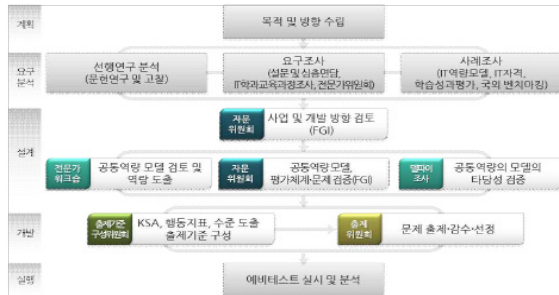 계획
목적 및 방향 수립
요구
분석
선행연구 분석
(문헌연구 및 고찰)
요구조사
(설문 및 심층면담,
IT학과교육과정조사, 전문가위원회)
사례조사
(IT역량모델, IT자격,
학습성과평가, 국외 벤치마킹)
설계
자문
위원회
사업 및 개발 방향 검토
(FGI)
전문가
워크숍
공통역량 모델 검토 및
역량 도출
자문
위원회
공통역량모델,
평가체계·문제 검증(FGI)
델파이
조사
공통역량의 모델의
타당성 검증
개발
출제기준
구성위원회
KSA, 행동지표, 수준 도출
출제기준 구성
출제
위원회
문제 출제·감수·선정
실행
예비테스트 실시 및 분석